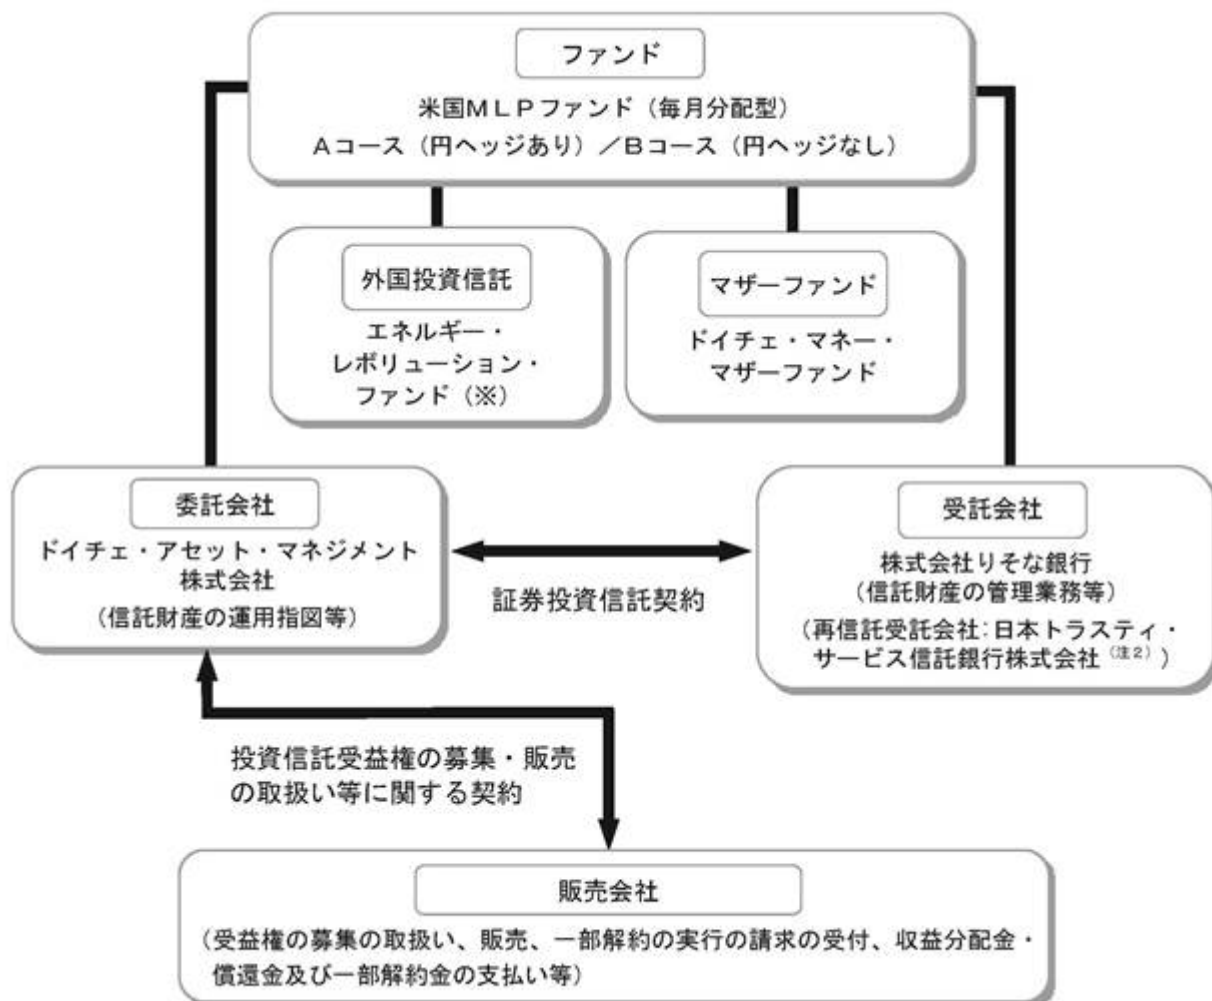 ファンド
米国MLPファンド（毎月分配型）
Aコース（円ヘッジあり）／Bコース（円ヘッジなし）
外国投資信託
エネルギー・
レボリューション・
ファンド（※）
マザーファンド
ドイチェ・マネー・
マザーファンド
委託会社
ドイチェ・アセット・マネジメント
株式会社
（信託財産の運用指図等）
証券投資信託契約
受託会社
株式会社りそな銀行
（信託財産の管理業務等）
（再信託受託会社：日本トラスティ・
サービス信託銀行株式会社（注２））
投資信託受益権の募集・販売
の取扱い等に関する契約
販売会社
（受益権の募集の取扱い、販売、一部解約の実行の請求の受付、収益分配金・
償還金及び一部解約金の支払い等）